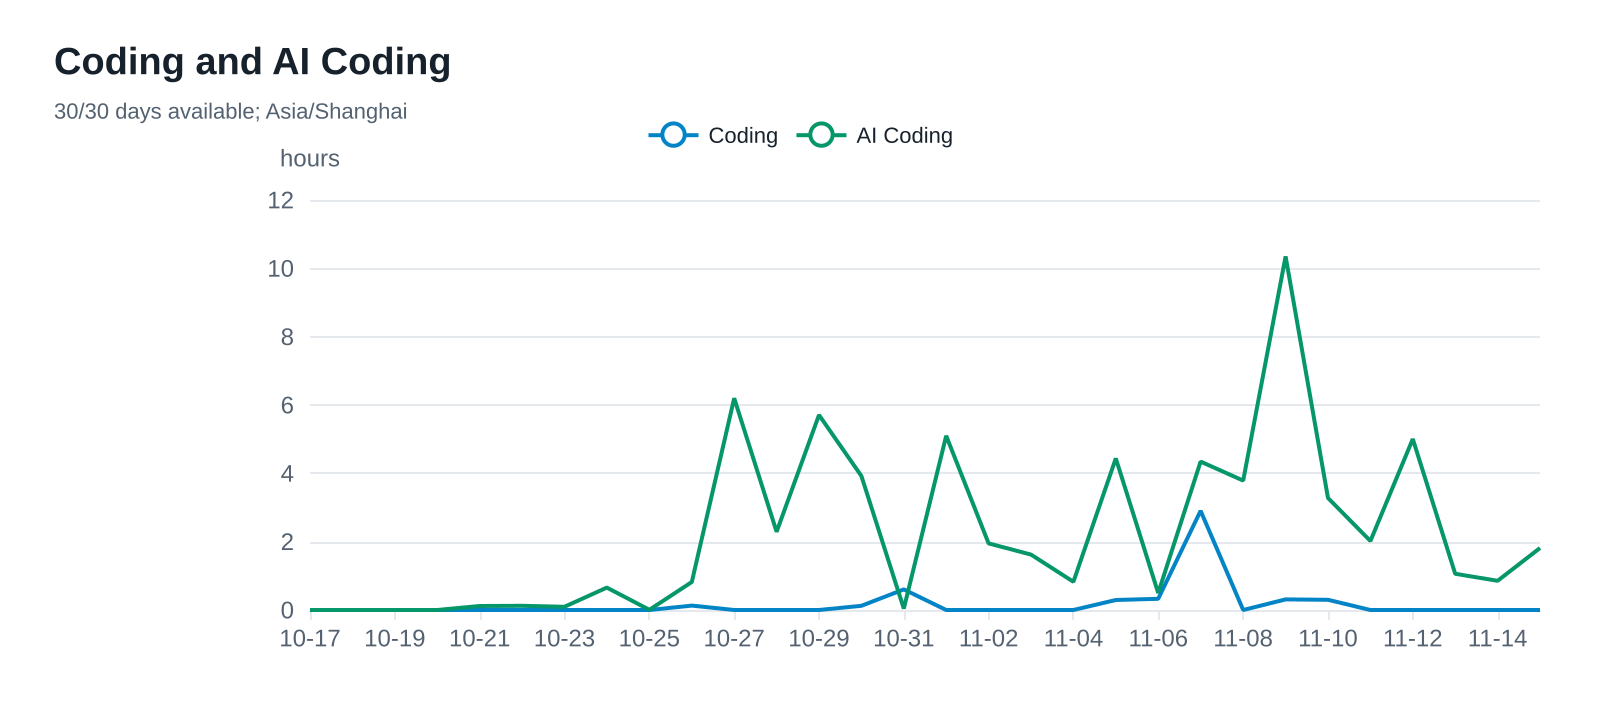 Coding and AI Coding
30/30 days available; Asia/Shanghai
Coding AI Coding
hours
12
10
8
6
4
2
0
10-17 10-19 10-21 10-23 10-25 10-27 10-29 10-31 11-02 11-04 11-06 11-08 11-10 11-12 11-14